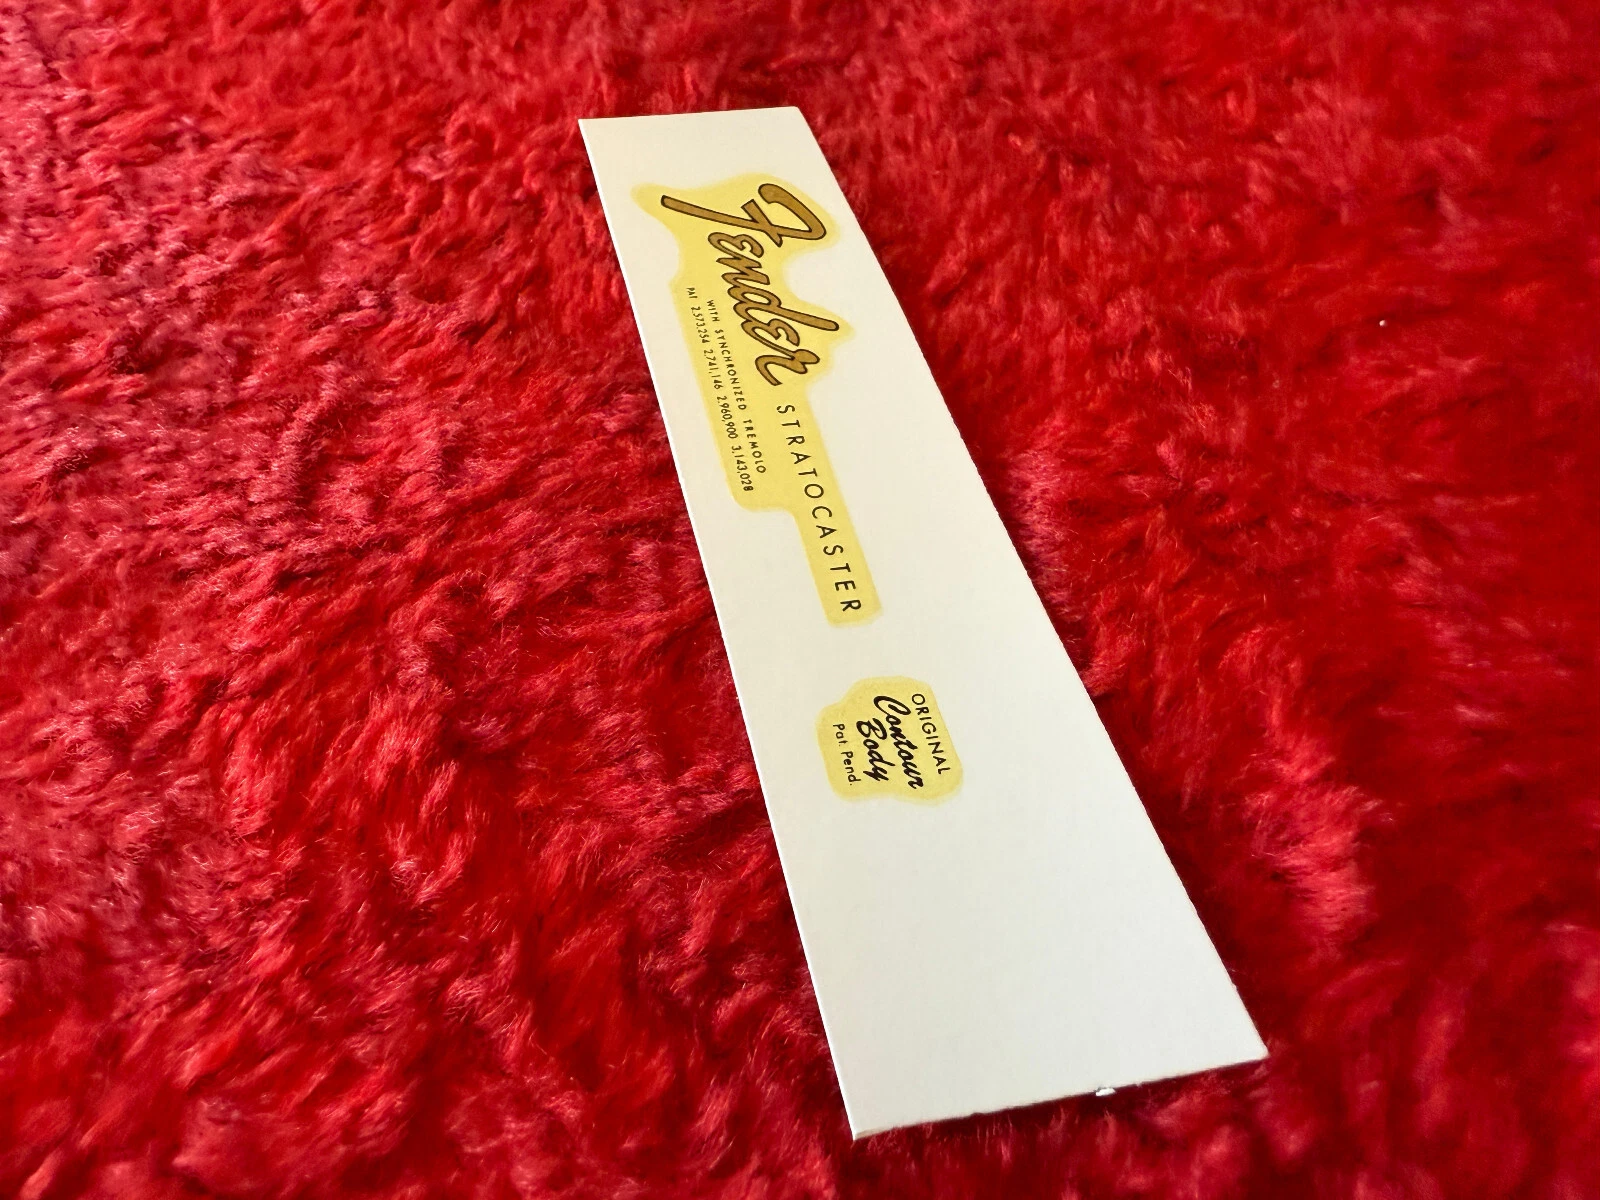 Fender STRATOCASTER
WITH SYNCHRONIZED TREMOLO
PAT 2,573,254 2,741,146 2,960,900 3,143,028
ORIGINAL
Contour
Body
Pat. Pend.